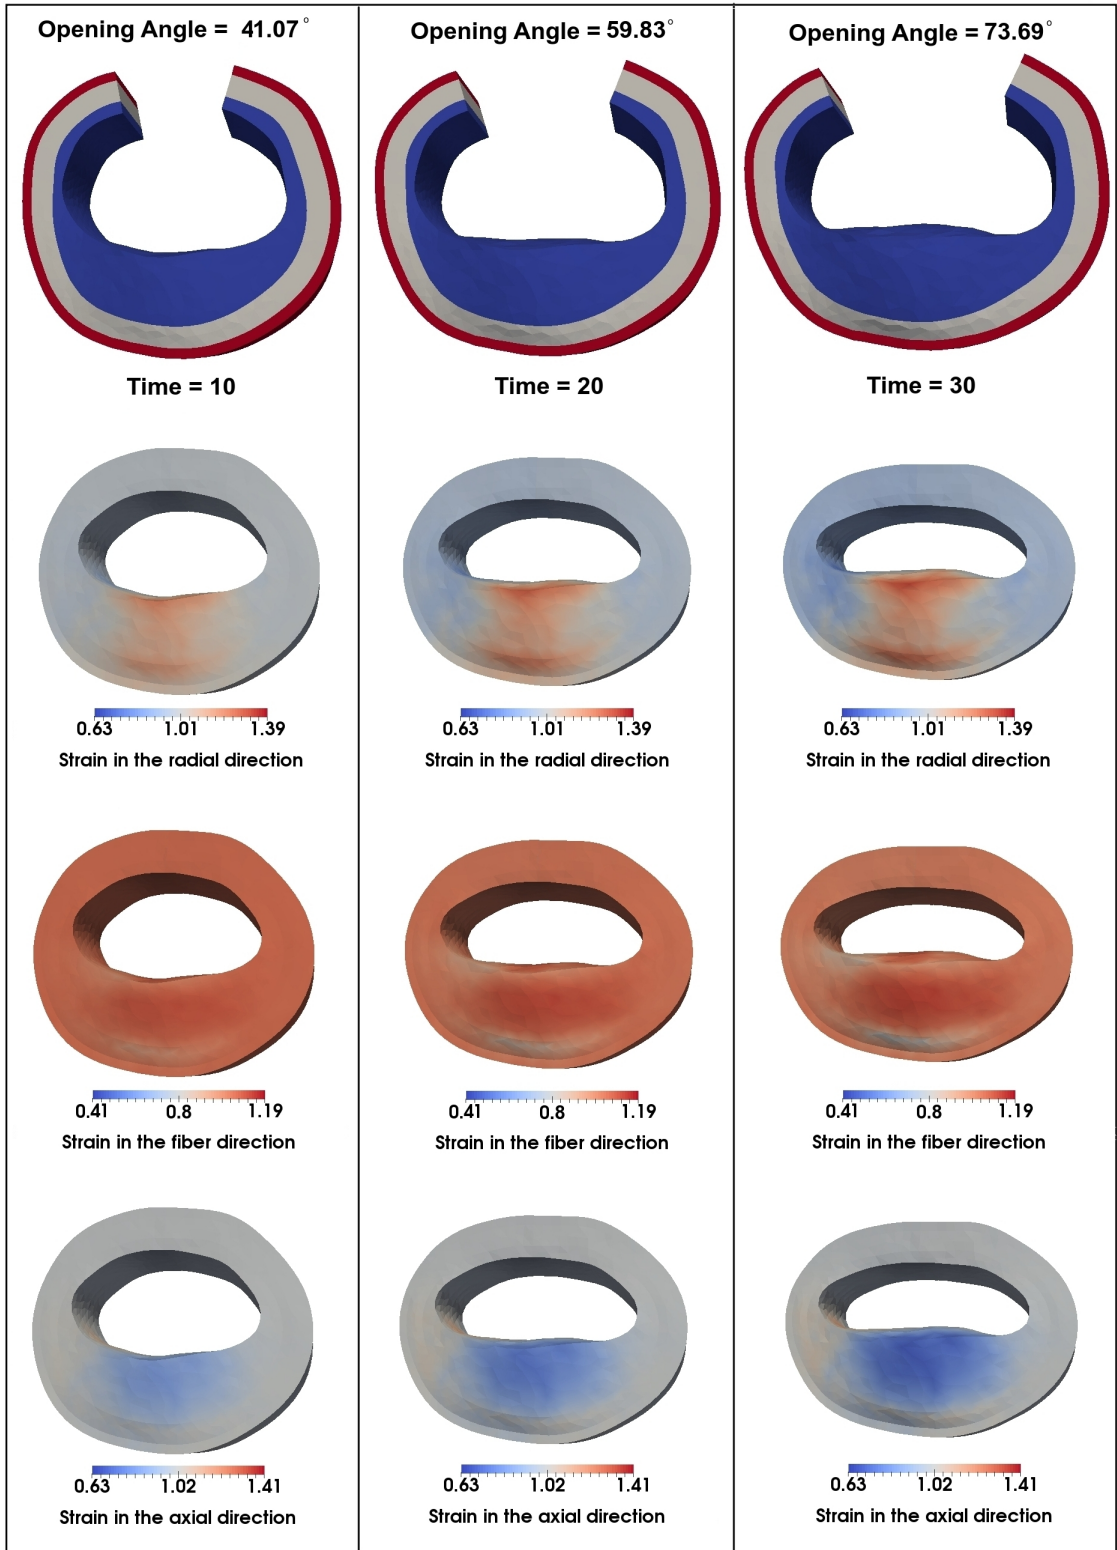 Opening Angle = 41.07°
Opening Angle = 59.83°
Opening Angle = 73.69°
Time = 10
Time = 20
Time = 30
0.63 1.01 1.39
Strain in the radial direction
0.63 1.01 1.39
Strain in the radial direction
0.63 1.01 1.39
Strain in the radial direction
0.41 0.8 1.19
Strain in the fiber direction
0.41 0.8 1.19
Strain in the fiber direction
0.41 0.8 1.19
Strain in the fiber direction
0.63 1.02 1.41
Strain in the axial direction
0.63 1.02 1.41
Strain in the axial direction
0.63 1.02 1.41
Strain in the axial direction